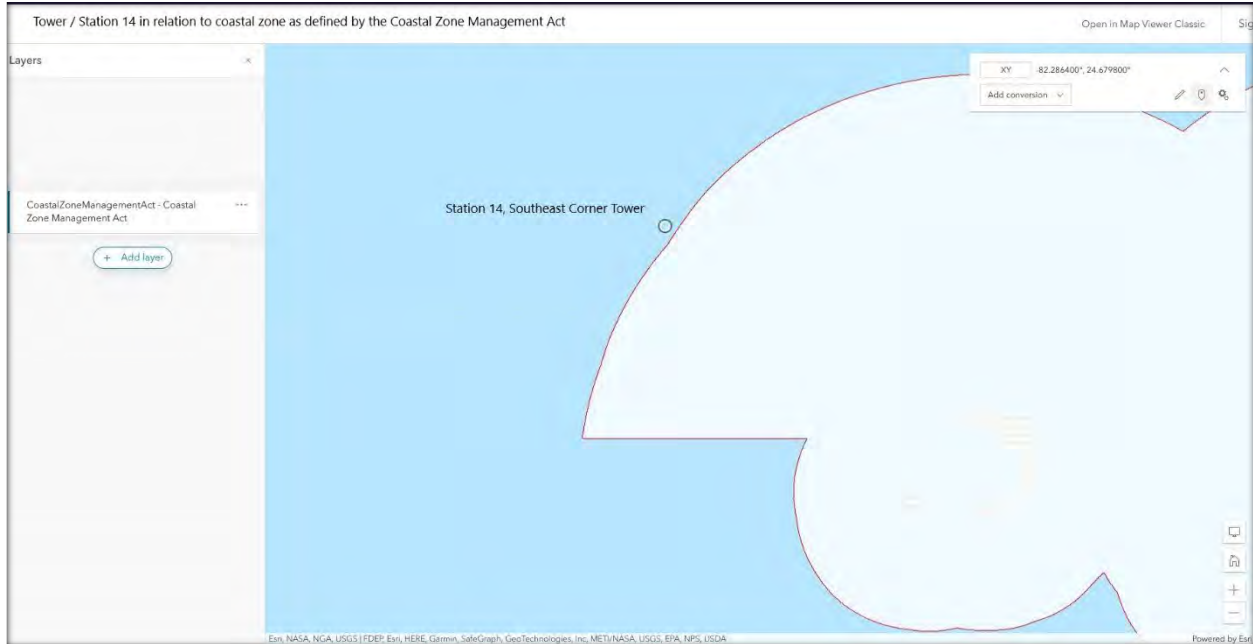 Tower / Station 14 in relation to coastal zone as defined by the Coastal Zone Management Act
Open in Map Viewer Classic
Sig
Layers
XY
-82.286400°, 24.679800°
Add conversion
CoastalZoneManagementAct - Coastal
Zone Management Act
Station 14, Southeast Corner Tower
+ Add layer
Esri, NASA, NGA, USGS | FDEP, Esri, HERE, Garmin, SafeGraph, GeoTechnologies, Inc, METI/NASA, USGS, EPA, NPS, USDA
Powered by Esri